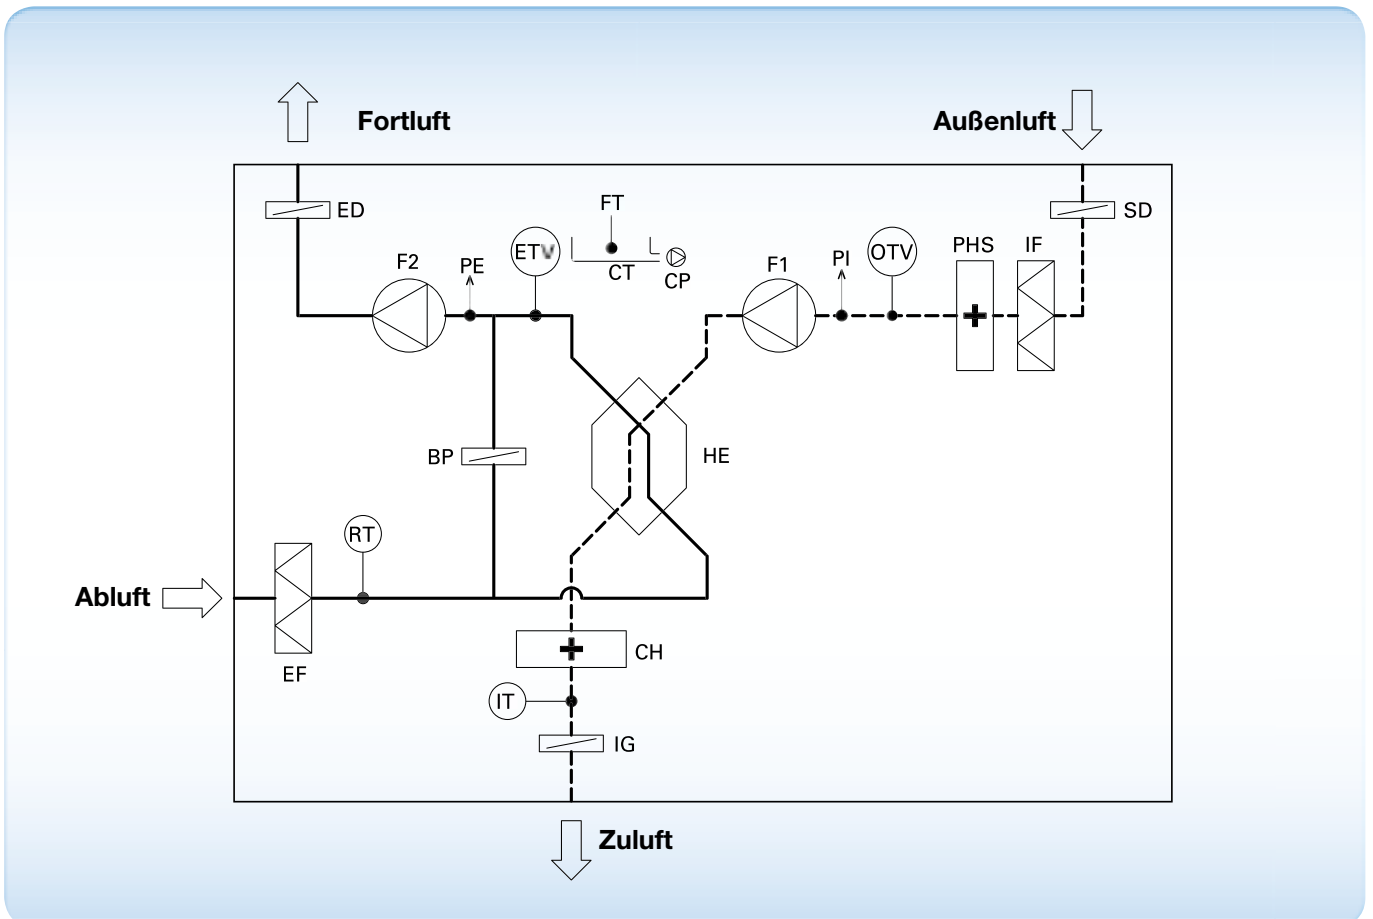 Fortluft
Außenluft
ED
FT
SD
F2
PE
ETV
CT
CP
F1
PI
OTV
PHS
IF
BP
HE
RT
Abluft
EF
CH
IT
IG
Zuluft